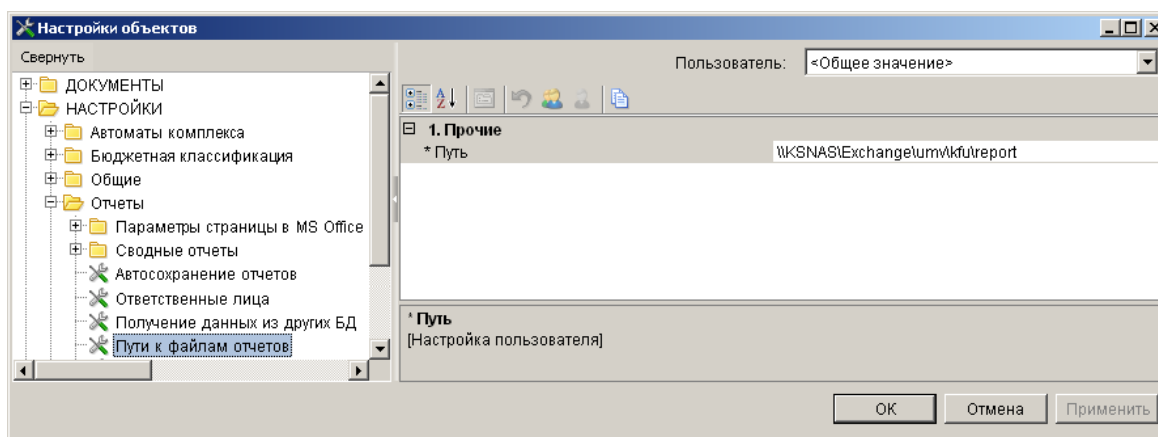 Настройки объектов
Свернуть
Пользователь: <Общее значение>
ДОКУМЕНТЫ
НАСТРОЙКИ
Автоматы комплекса
Бюджетная классификация
Общие
Отчеты
Параметры страницы в MS Office
Сводные отчеты
Автосохранение отчетов
Ответственные лица
Получение данных из других БД
Пути к файлам отчетов
1. Прочие
* Путь \\KSNAS\Exchange\umv\kfu\report
* Путь
[Настройка пользователя]
ОК Отмена Применить